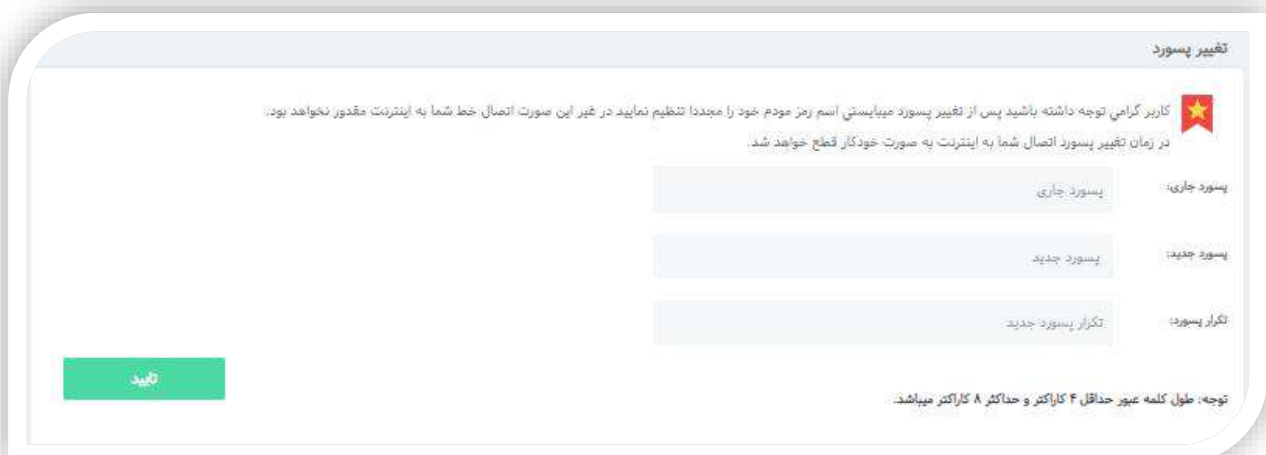 تغییر پسورد
کاربر گرامی توجه داشته باشید پس از تغییر پسورد میبایستی اسم رمز مودم خود را مجددا تنظیم نمایید در غیر این صورت اتصال خط شما به اینترنت مقدور نخواهد بود.
در زمان تغییر پسورد اتصال شما به اینترنت به صورت خودکار قطع خواهد شد.
پسورد جاری: پسورد جاری
پسورد جدید: پسورد جدید
تکرار پسورد: تکرار پسورد جدید
تایید
توجه: طول کلمه عبور حداقل ۴ کاراکتر و حداکثر ۸ کاراکتر میباشد.